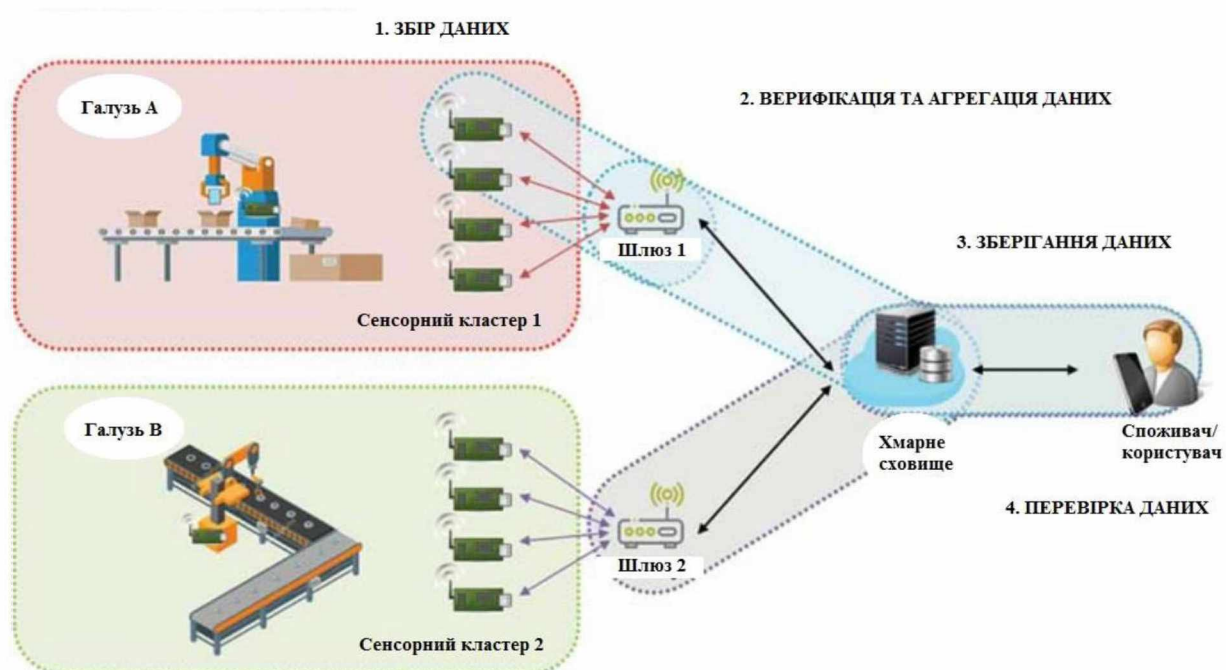 1. ЗБІР ДАНИХ
Галузь А
2. ВЕРИФІКАЦІЯ ТА АГРЕГАЦІЯ ДАНИХ
Шлюз 1
3. ЗБЕРІГАННЯ ДАНИХ
Сенсорний кластер 1
Галузь В
Хмарне
сховище
Споживач/
користувач
4. ПЕРЕВІРКА ДАНИХ
Шлюз 2
Сенсорний кластер 2